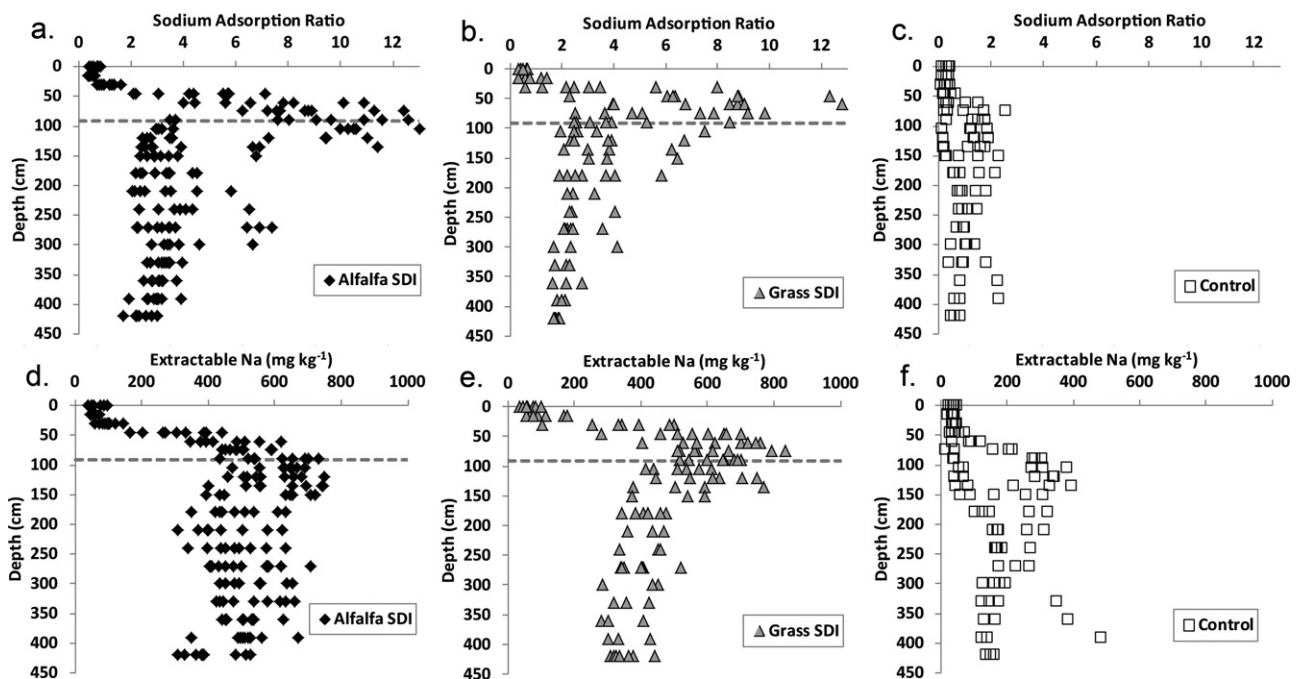 a.
Sodium Adsorption Ratio
0 2 4 6 8 10 12
Depth (cm)
0
50
100
150
200
250
300
350
400
450
Alfalfa SDI
b.
Sodium Adsorption Ratio
0 2 4 6 8 10 12
Depth (cm)
0
50
100
150
200
250
300
350
400
450
Grass SDI
c.
Sodium Adsorption Ratio
0 2 4 6 8 10 12
Depth (cm)
0
50
100
150
200
250
300
350
400
450
Control
d.
Extractable Na (mg kg⁻¹)
0 200 400 600 800 1000
Depth (cm)
0
50
100
150
200
250
300
350
400
450
Alfalfa SDI
e.
Extractable Na (mg kg⁻¹)
0 200 400 600 800 1000
Depth (cm)
0
50
100
150
200
250
300
350
400
450
Grass SDI
f.
Extractable Na (mg kg⁻¹)
0 200 400 600 800 1000
Depth (cm)
0
50
100
150
200
250
300
350
400
450
Control